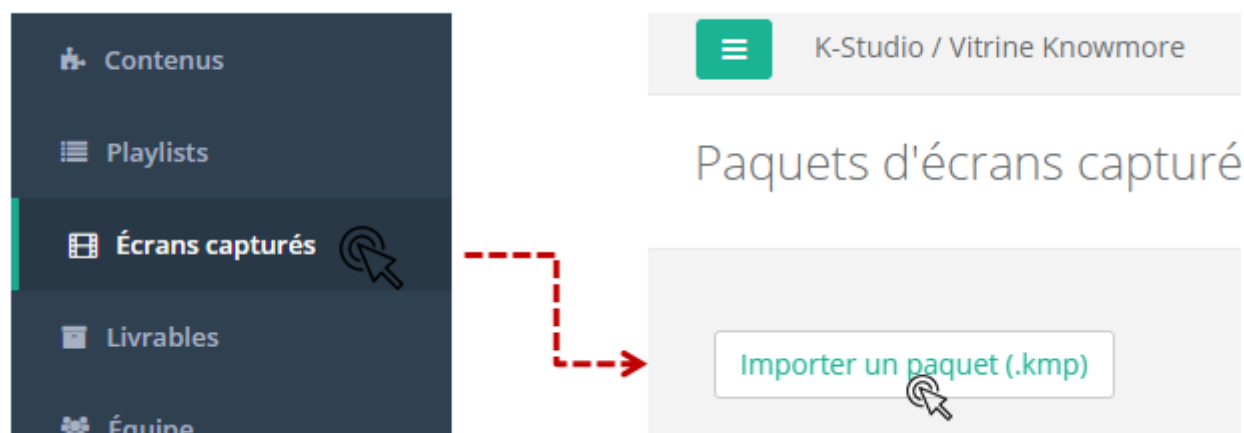 Contenus
Playlists
Écrans capturés
Livrables
Équipe
K-Studio / Vitrine Knowmore
Paquets d'écrans capturé
Importer un paquet (.kmp)